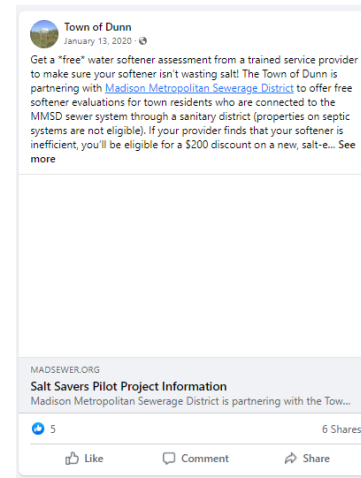 Town of Dunn
January 13, 2020 ·
Get a *free* water softener assessment from a trained service provider
to make sure your softener isn't wasting salt! The Town of Dunn is
partnering with Madison Metropolitan Sewerage District to offer free
softener evaluations for town residents who are connected to the
MMSD sewer system through a sanitary district (properties on septic
systems are not eligible). If your provider finds that your softener is
inefficient, you'll be eligible for a $200 discount on a new, salt-e... See
more
MADSEWER.ORG
Salt Savers Pilot Project Information
Madison Metropolitan Sewerage District is partnering with the Tow...
5
6 Shares
Like
Comment
Share